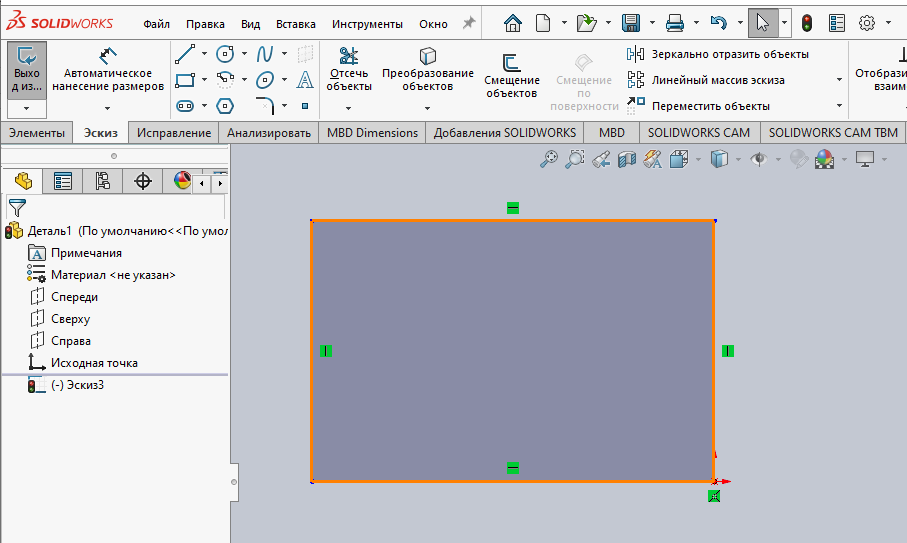 SOLIDWORKS Файл Правка Вид Вставка Инструменты Окно
Выхо
д из...
Автоматическое
нанесение размеров
A
Отсечь
объекты
Преобразование
объектов
Смещение
объектов
Смещение
по
поверхности
Зеркально отразить объекты
Линейный массив эскиза
Переместить объекты
Отобрази
взаим
Элементы Эскиз Исправление Анализировать MBD Dimensions Добавления SOLIDWORKS MBD SOLIDWORKS CAM SOLIDWORKS CAM TBM
Деталь1 (По умолчанию<<По умол
A Примечания
Материал <не указан>
Спереди
Сверху
Справа
Исходная точка
(-) Эскиз3